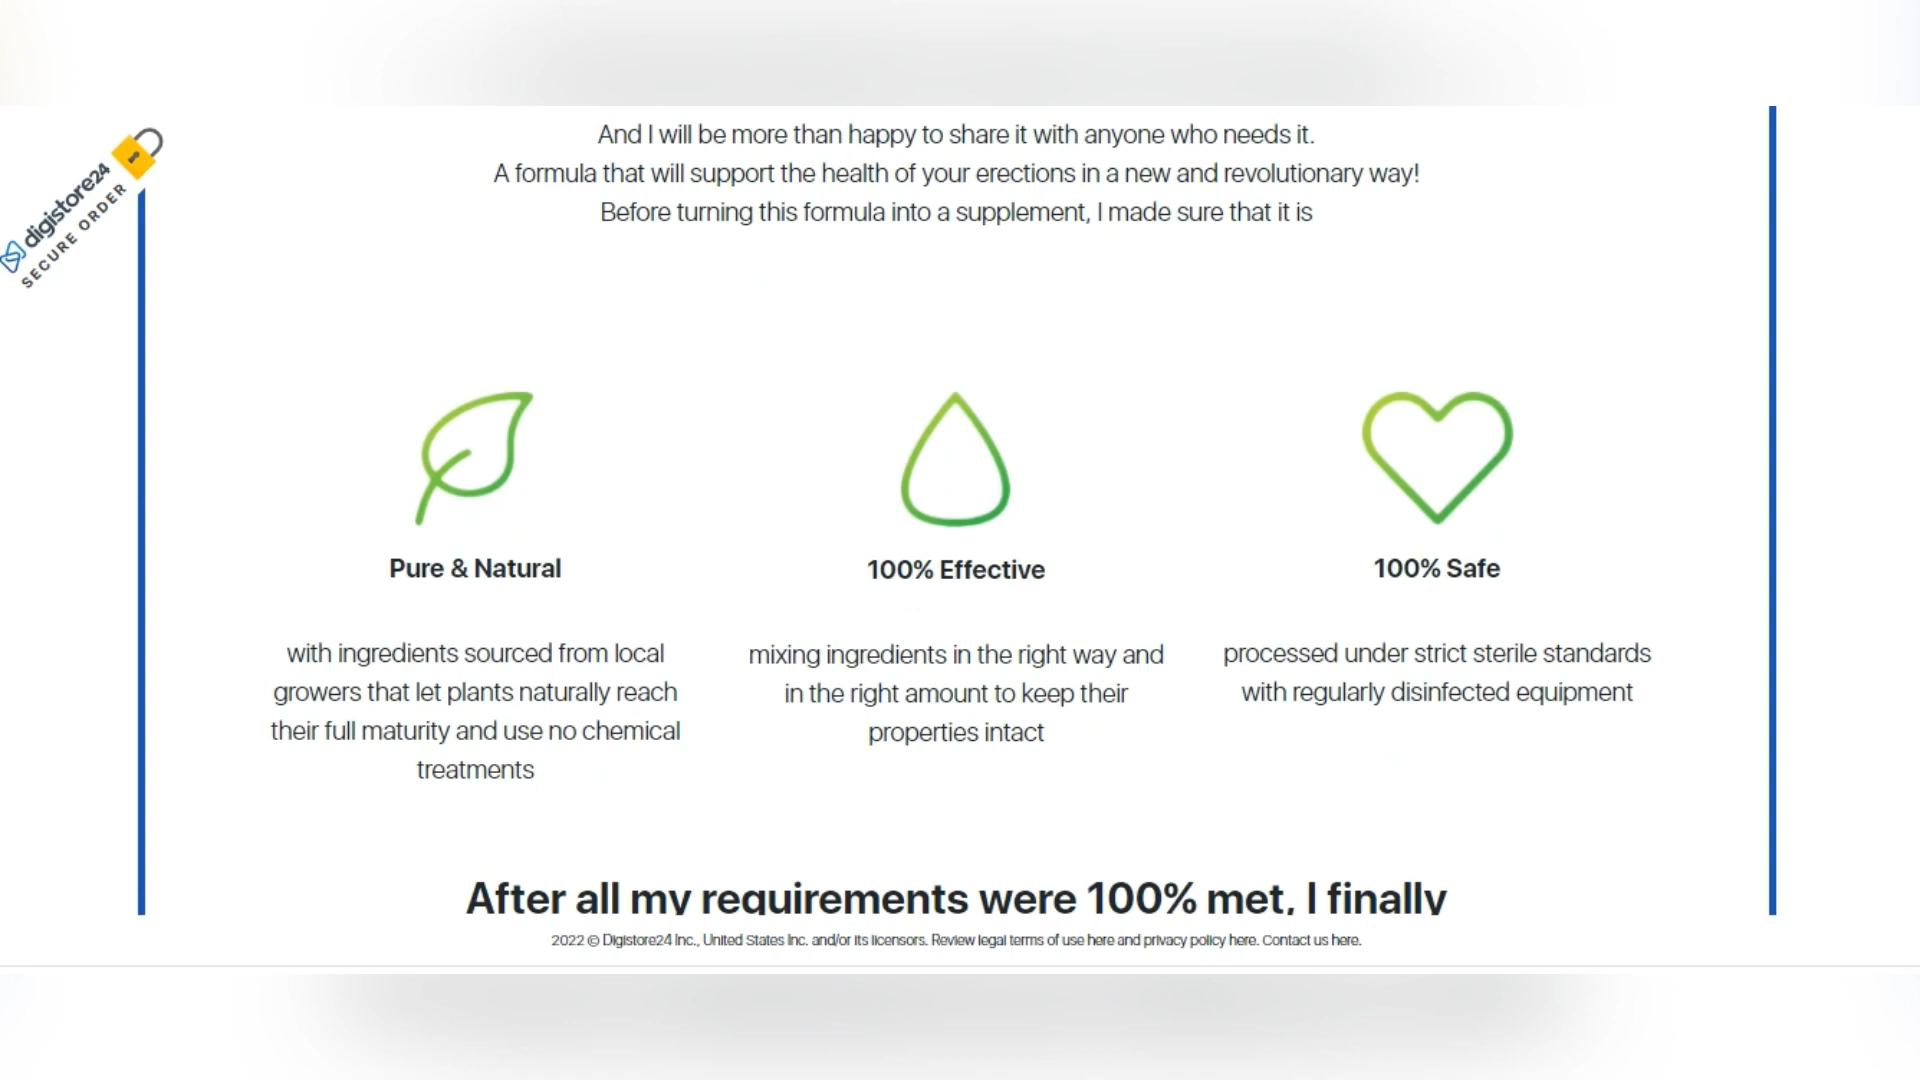 And I will be more than happy to share it with anyone who needs it.
A formula that will support the health of your erections in a new and revolutionary way!
Before turning this formula into a supplement, I made sure that it is
digistore24
SECURE ORDER
Pure & Natural
with ingredients sourced from local
growers that let plants naturally reach
their full maturity and use no chemical
treatments
100% Effective
mixing ingredients in the right way and
in the right amount to keep their
properties intact
100% Safe
processed under strict sterile standards
with regularly disinfected equipment
After all my requirements were 100% met, I finally
2022 © Digistore24 Inc., United States Inc. and/or its licensors. Review legal terms of use here and privacy policy here. Contact us here.